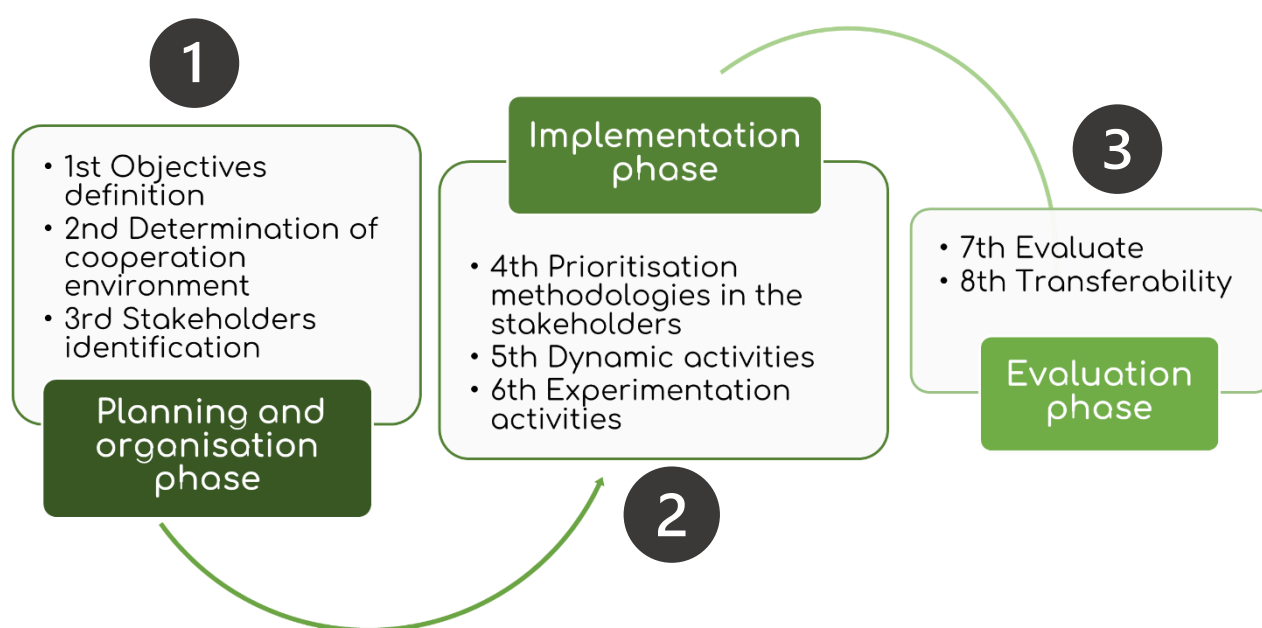 1
• 1st Objectives
definition
• 2nd Determination of
cooperation
environment
• 3rd Stakeholders
identification
Planning and
organisation
phase
Implementation
phase
• 4th Prioritisation
methodologies in the
stakeholders
• 5th Dynamic activities
• 6th Experimentation
activities
2
3
• 7th Evaluate
• 8th Transferability
Evaluation
phase